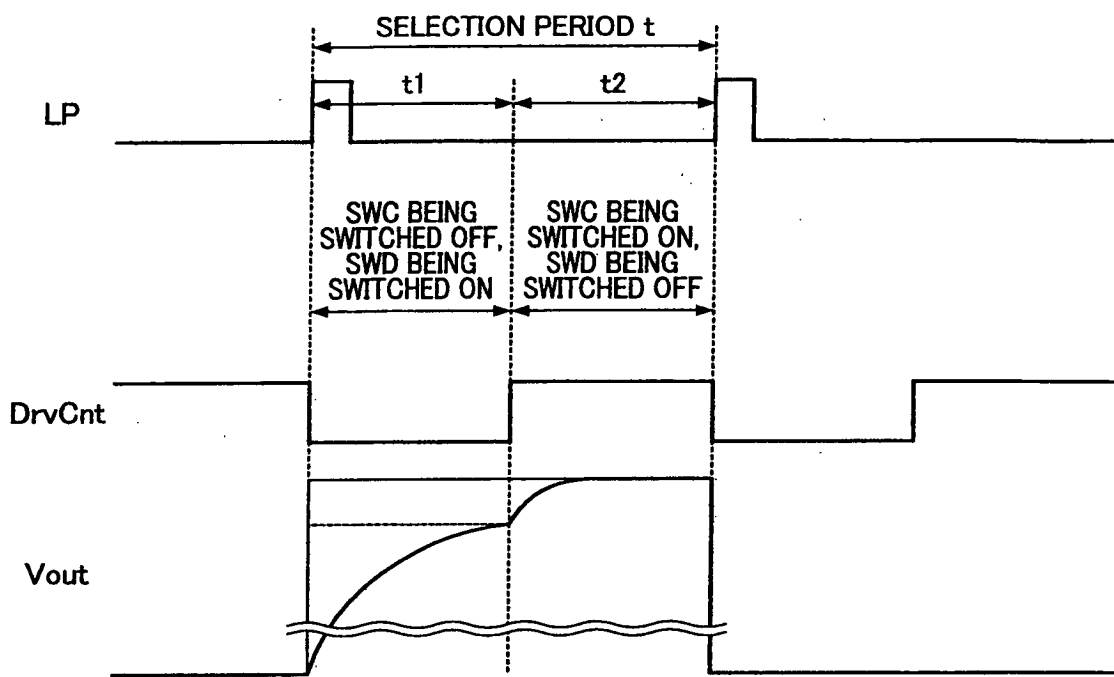 SELECTION PERIOD t
t1
t2
LP
SWC BEING
SWITCHED OFF,
SWD BEING
SWITCHED ON
SWC BEING
SWITCHED ON,
SWD BEING
SWITCHED OFF
DrvCnt
Vout